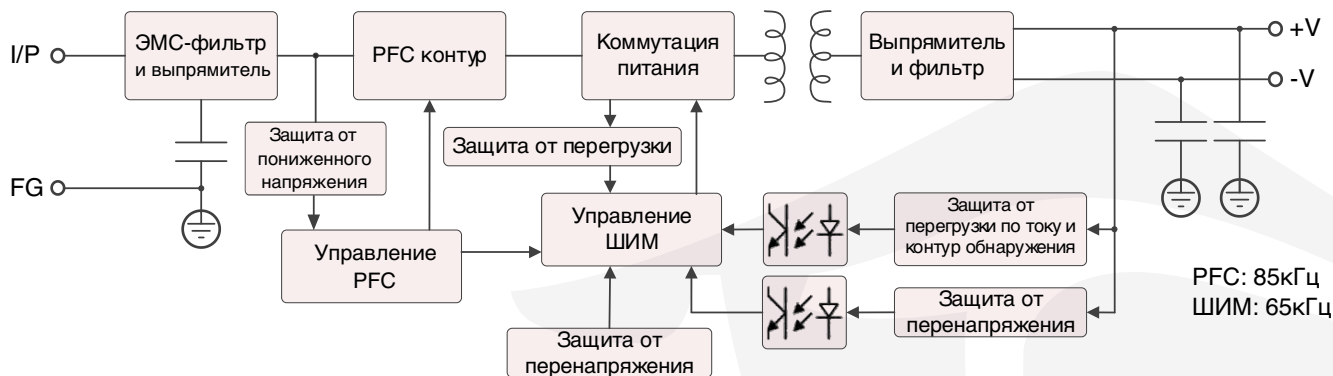 I/P
ЭМС-фильтр
и выпрямитель
PFC контур
Коммутация
питания
Выпрямитель
и фильтр
+V
-V
Защита от
пониженного
напряжения
Защита от перегрузки
FG
Управление
PFC
Управление
ШИМ
Защита от
перегрузки по току и
контур обнаружения
Защита от
перенапряжения
Защита от
перенапряжения
PFC: 85кГц
ШИМ: 65кГц